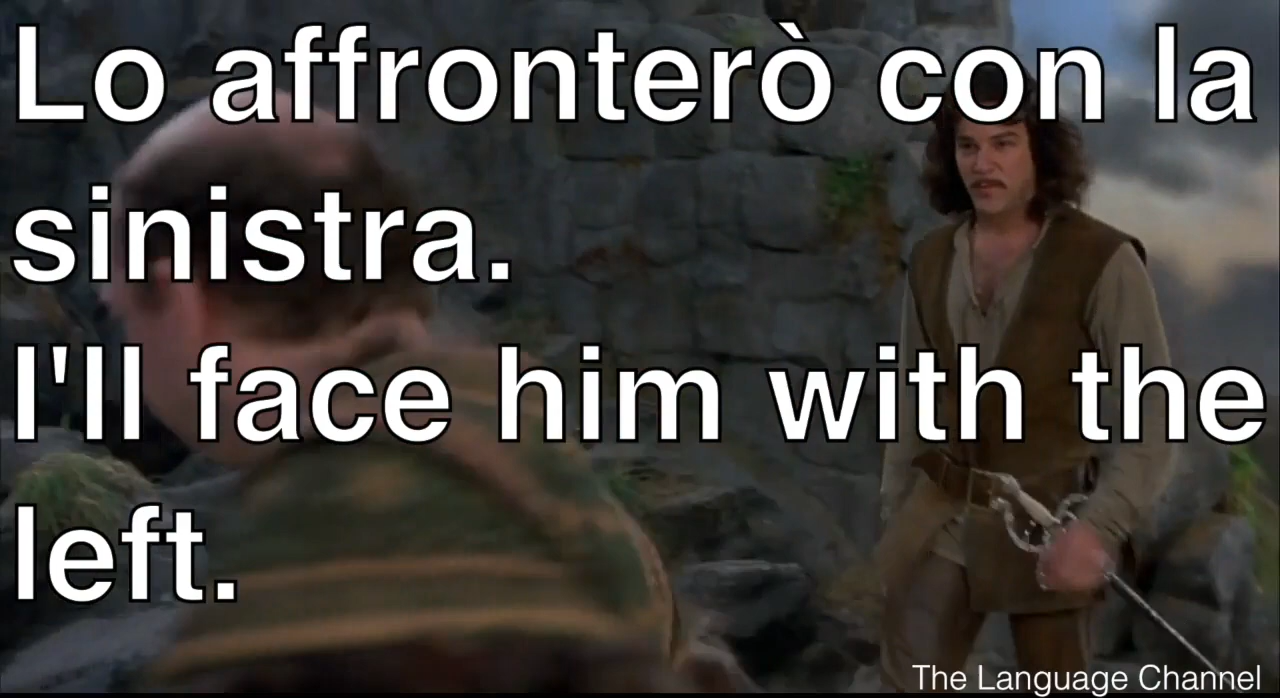 Lo affronterò con la
sinistra.
I'll face him with the
left.
The Language Channel